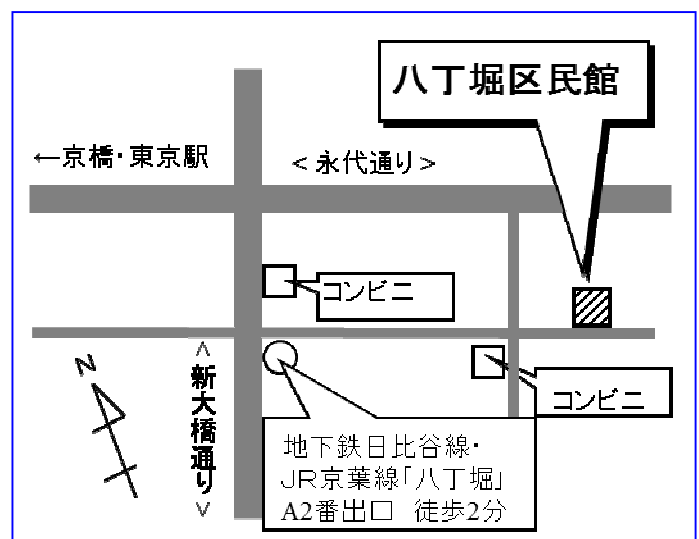 八丁堀区民館
←京橋・東京駅
<永代通り>
コンビニ
N
<新大橋通り>
コンビニ
地下鉄日比谷線・
JR京葉線「八丁堀」
A2番出口 徒歩2分